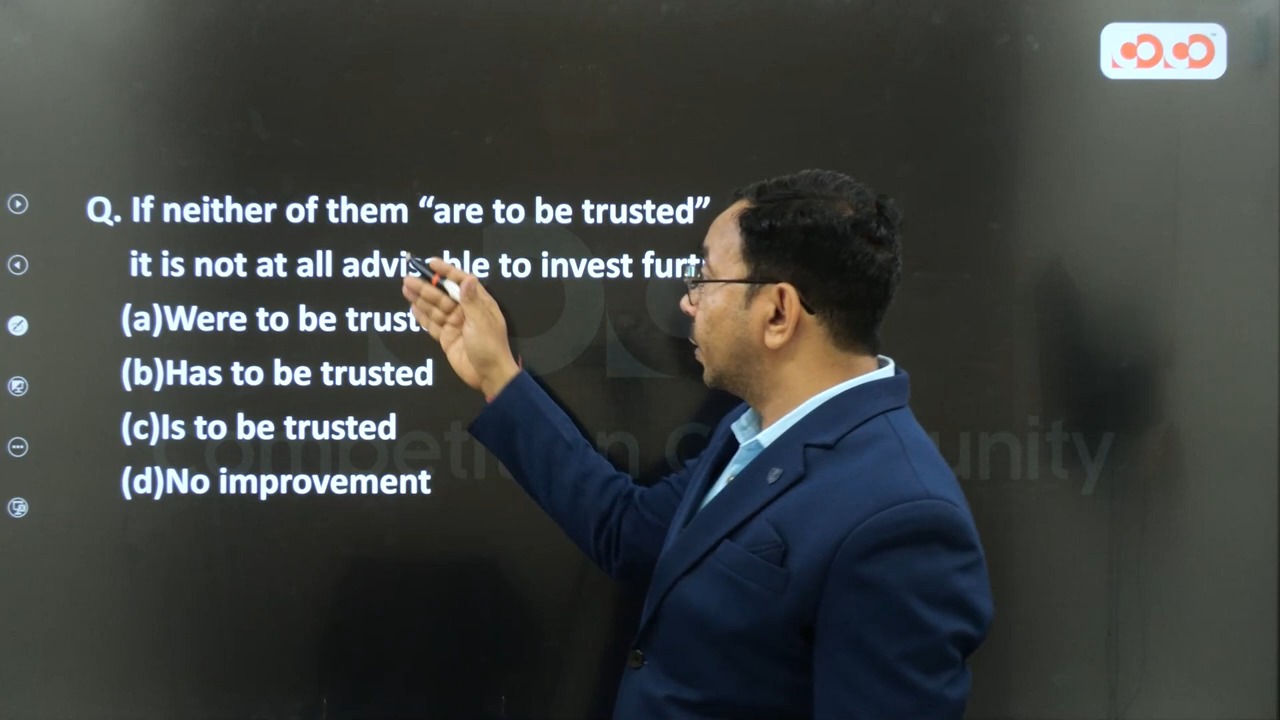 Q. If neither of them “are to be trusted”
it is not at all advisable to invest
(a)Were to be
(b)Has to be trusted
(c)Is to be trusted
(d)No improvement